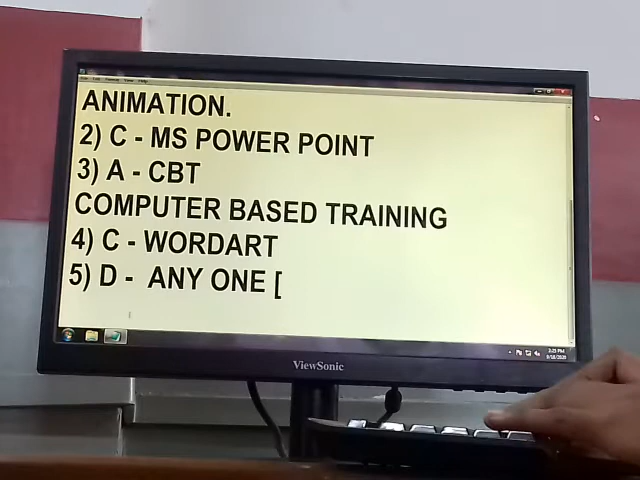 ANIMATION.
2) C - MS POWER POINT
3) A - CBT
COMPUTER BASED TRAINING
4) C - WORDART
5) D - ANY ONE [
ViewSonic